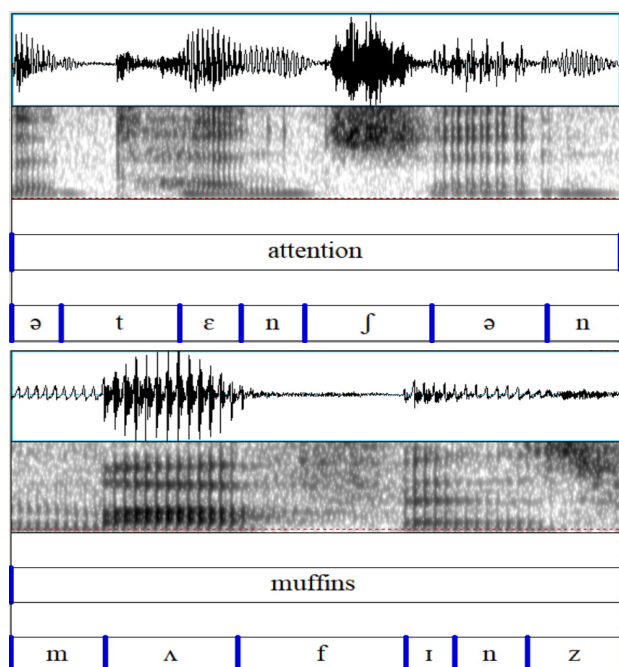 attention
ə t ɛ n ʃ ə n
muffins
m ʌ f ɪ n z